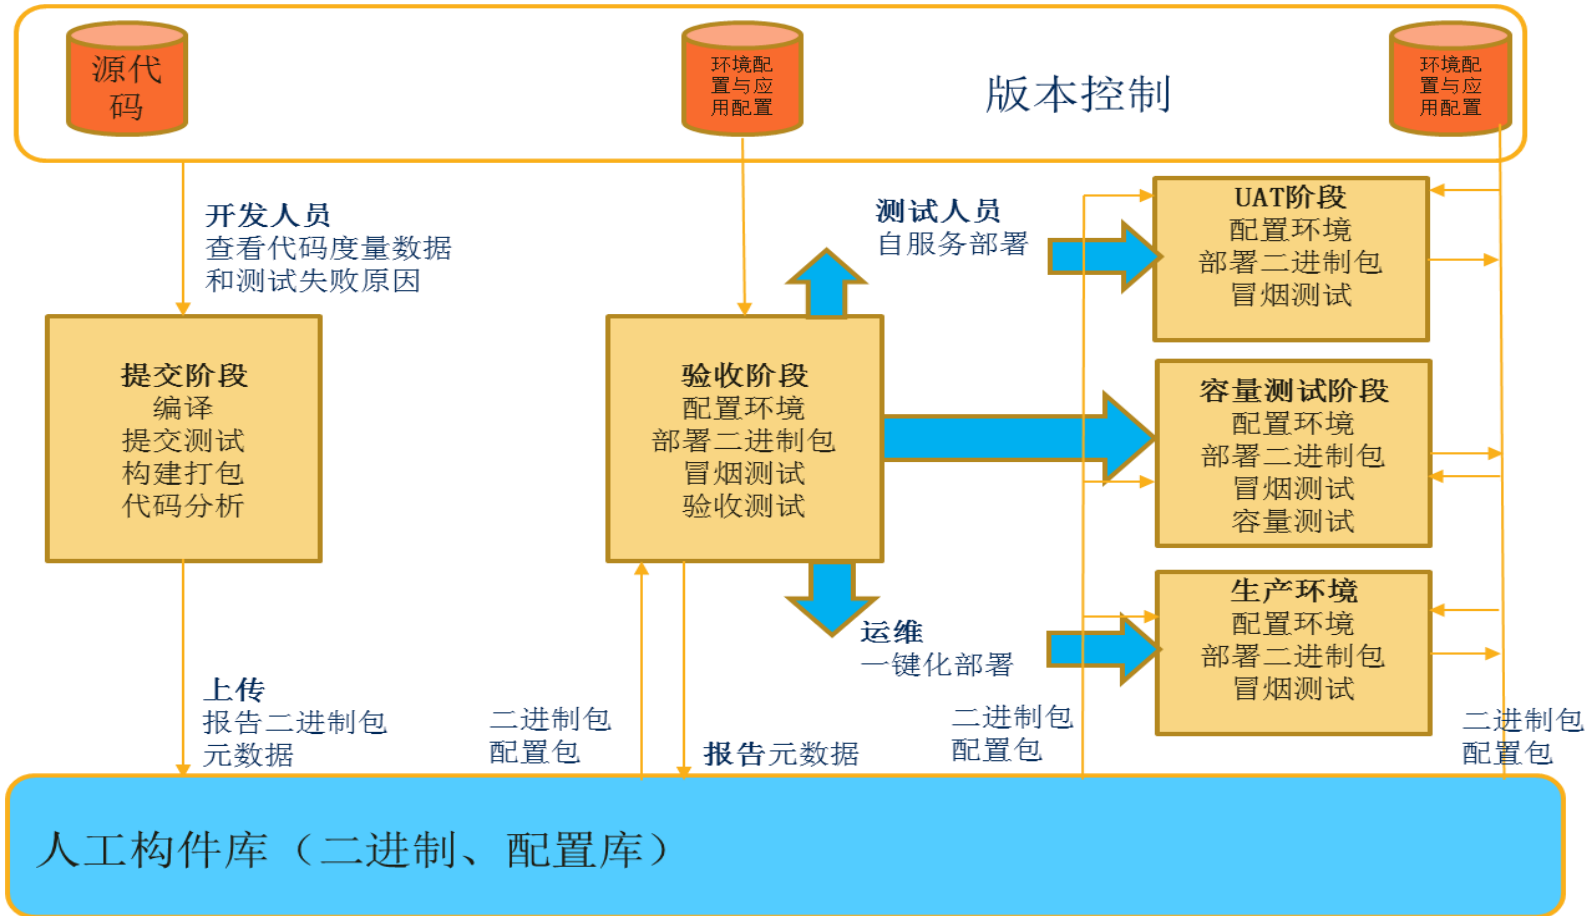 源代
码
环境配
置与应
用配置
版本控制
环境配
置与应
用配置
开发人员
查看代码度量数据
和测试失败原因
测试人员
自服务部署
UAT阶段
配置环境
部署二进制包
冒烟测试
提交阶段
编译
提交测试
构建打包
代码分析
验收阶段
配置环境
部署二进制包
冒烟测试
验收测试
容量测试阶段
配置环境
部署二进制包
冒烟测试
容量测试
生产环境
配置环境
部署二进制包
冒烟测试
运维
一键化部署
上传
报告二进制包
元数据
二进制包
配置包
报告元数据
二进制包
配置包
二进制包
配置包
人工构件库（二进制、配置库）